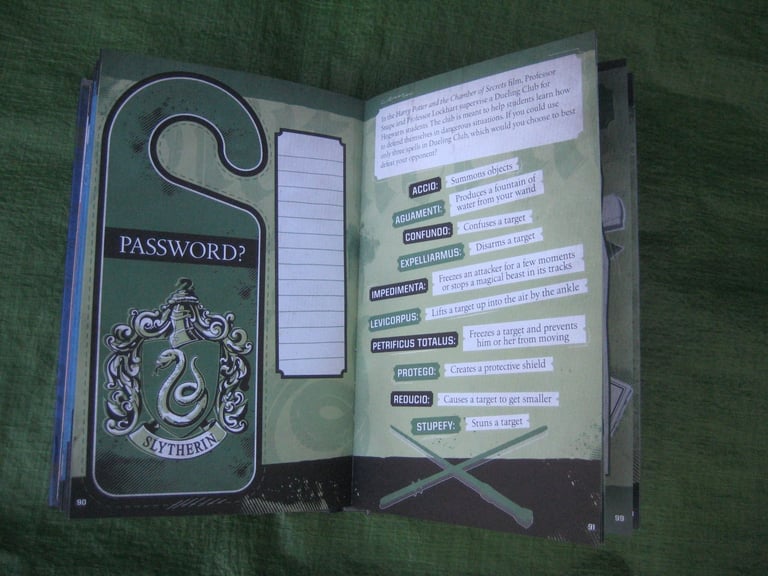 PASSWORD?
SLYTHERIN
90
In the Harry Potter and the Chamber of Secrets film, Professor
Snape and Professor Lockhart supervise a Dueling Club for
Hogwarts students. The club is meant to help students learn how
to defend themselves in dangerous situations. If you could use
only three spells in Dueling Club, which would you choose to best
defeat your opponent?
ACCIO: Summons objects
AGUAMENTI: Produces a fountain of
water from your wand
CONFUNDO: Confuses a target
EXPELLIARMUS: Disarms a target
IMPEDIMENTA: Freezes an attacker for a few moments
or stops a magical beast in its tracks
LEVICORPUS: Lifts a target up into the air by the ankle
PETRIFICUS TOTALUS: Freezes a target and prevents
him or her from moving
PROTEGO: Creates a protective shield
REDUCIO: Causes a target to get smaller
STUPEFY: Stuns a target
91
99